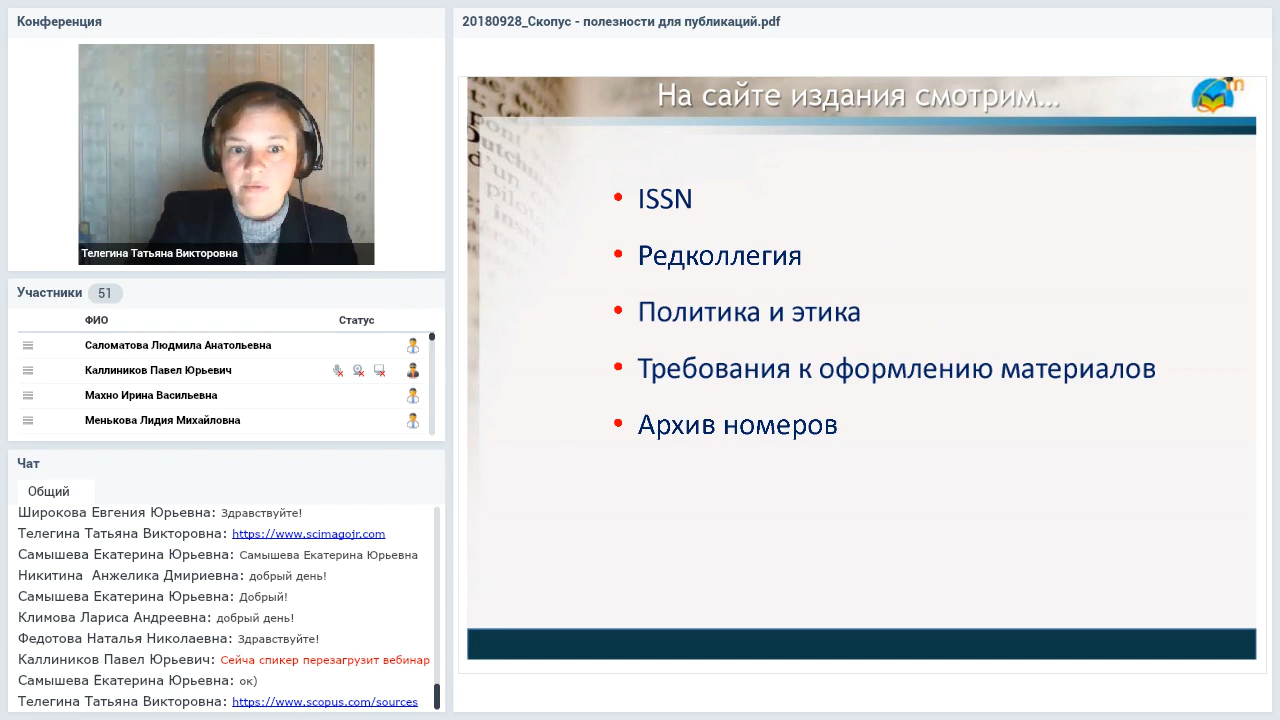 Конференция
Телегина Татьяна Викторовна
Участники 51
ФИО Статус
Саломатова Людмила Анатольевна
Каллиников Павел Юрьевич
Махно Ирина Васильевна
Менькова Лидия Михайловна
Чат
Общий
Широкова Евгения Юрьевна: Здравствуйте!
Телегина Татьяна Викторовна: https://www.scimagojr.com
Самышева Екатерина Юрьевна: Самышева Екатерина Юрьевна
Никитина Анжелика Дмириевна: добрый день!
Самышева Екатерина Юрьевна: Добрый!
Климова Лариса Андреевна: добрый день!
Федотова Наталья Николаевна: Здравствуйте!
Каллиников Павел Юрьевич: Сейча спикер перезагрузит вебинар
Самышева Екатерина Юрьевна: ок)
Телегина Татьяна Викторовна: https://www.scopus.com/sources
20180928_Скопус - полезности для публикаций.pdf
На сайте издания смотрим...
ISSN
Редколлегия
Политика и этика
Требования к оформлению материалов
Архив номеров